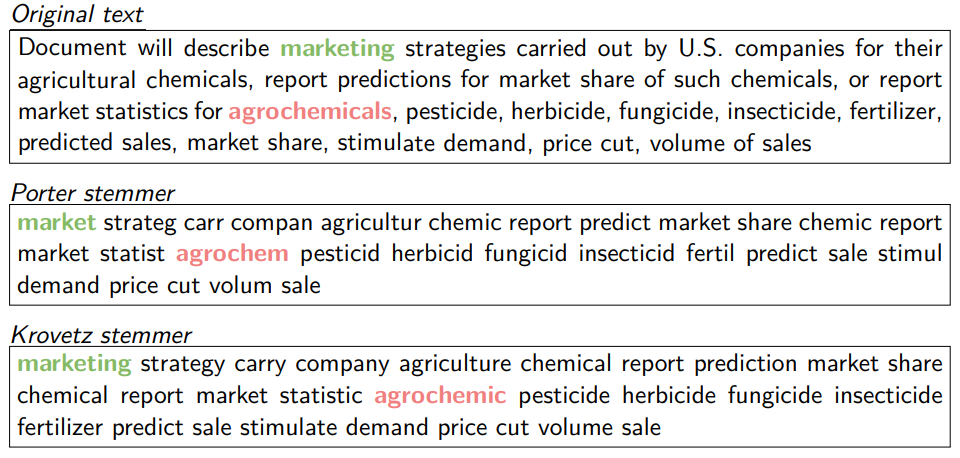 Original text
Document will describe marketing strategies carried out by U.S. companies for their
agricultural chemicals, report predictions for market share of such chemicals, or report
market statistics for agrochemicals, pesticide, herbicide, fungicide, insecticide, fertilizer,
predicted sales, market share, stimulate demand, price cut, volume of sales
Porter stemmer
market strateg carr compan agricultur chemic report predict market share chemic report
market statist agrochem pesticid herbicid fungicid insecticid fertil predict sale stimul
demand price cut volum sale
Krovetz stemmer
marketing strategy carry company agriculture chemical report prediction market share
chemical report market statistic agrochemic pesticide herbicide fungicide insecticide
fertilizer predict sale stimulate demand price cut volume sale